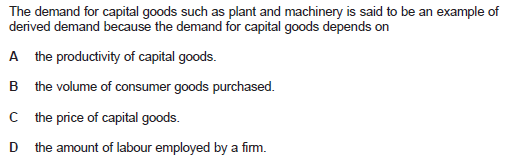 The demand for capital goods such as plant and machinery is said to be an example of
derived demand because the demand for capital goods depends on
A the productivity of capital goods.
B the volume of consumer goods purchased.
C the price of capital goods.
D the amount of labour employed by a firm.